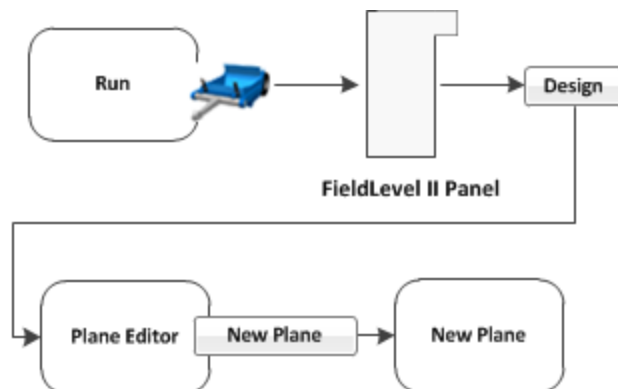 Run
Design
FieldLevel II Panel
Plane Editor
New Plane
New Plane